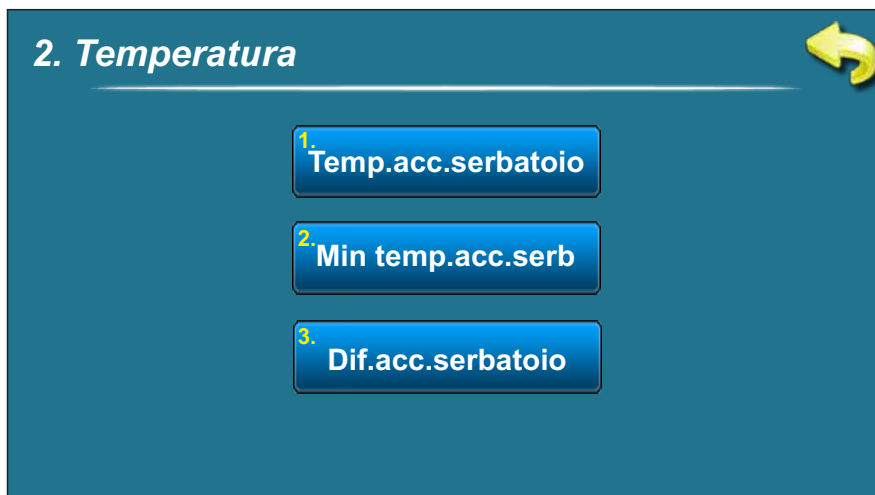 2. Temperatura
1.
Temp.acc.serbatoio
2.
Min temp.acc.serb
3.
Dif.acc.serbatoio